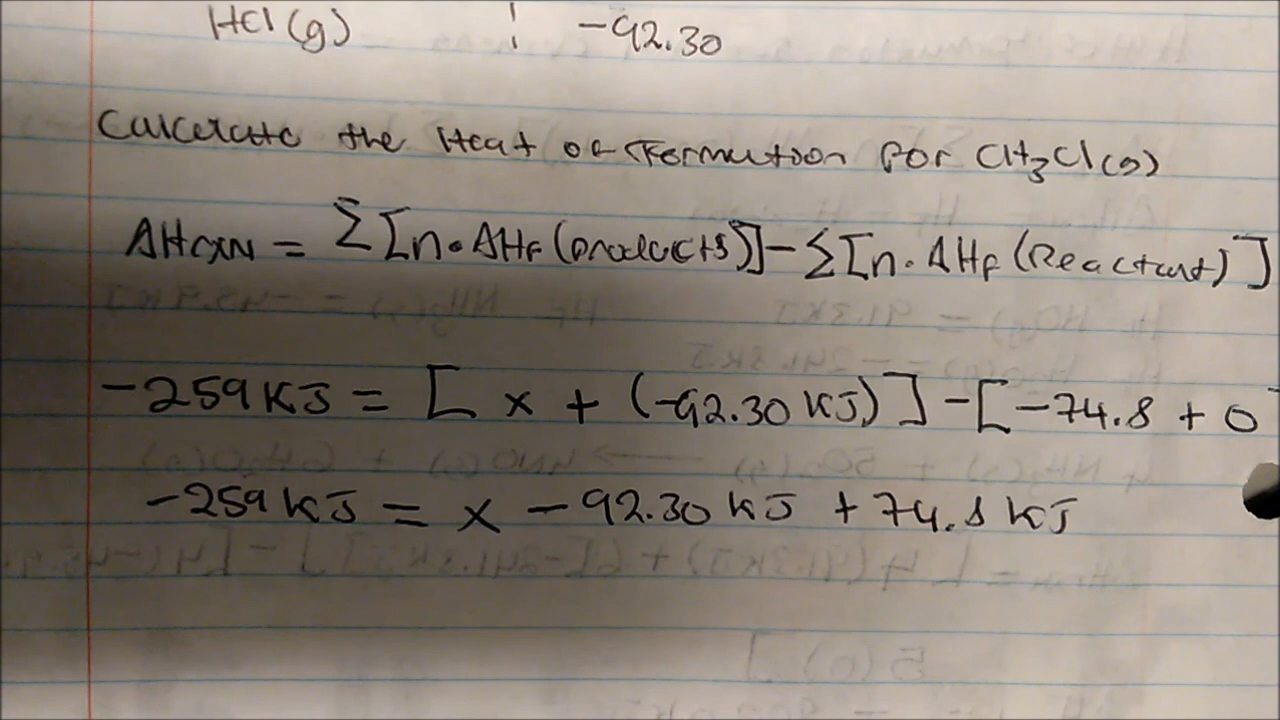 HCl (g) ¦ -92.30
Calculate the Heat of Formation for CH₃Cl (g)
ΔHrxn = Σ [n·ΔHf (products)] - Σ [n·ΔHf (Reactant)]
-259 KJ = [ x + (-92.30 KJ) ] - [ -74.8 + 0 ]
-259 KJ = x - 92.30 KJ + 74.8 KJ